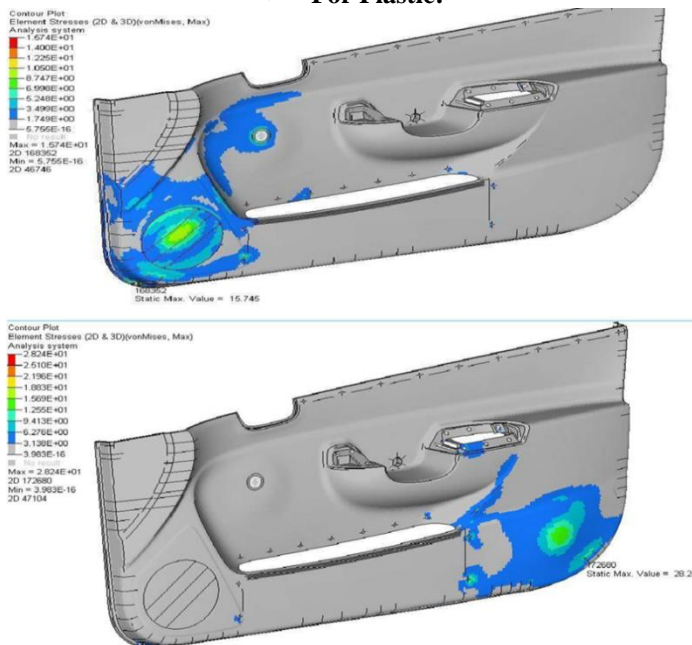 For Plastic:
Contour Plot
Element Stresses (2D & 3D)(vonMises, Max)
Analysis system
1.574E+01
1.400E+01
1.225E+01
1.050E+01
8.747E+00
6.998E+00
5.248E+00
3.499E+00
1.749E+00
5.755E-16
No result
Max = 1.574E+01
2D 168352
Min = 5.755E-16
2D 46746
168352
Static Max. Value = 15.745
Contour Plot
Element Stresses (2D & 3D)(vonMises, Max)
Analysis system
2.824E+01
2.510E+01
2.196E+01
1.883E+01
1.569E+01
1.255E+01
9.413E+00
6.276E+00
3.138E+00
3.983E-16
No result
Max = 2.824E+01
2D 172680
Min = 3.983E-16
2D 47104
172680
Static Max. Value = 28.2